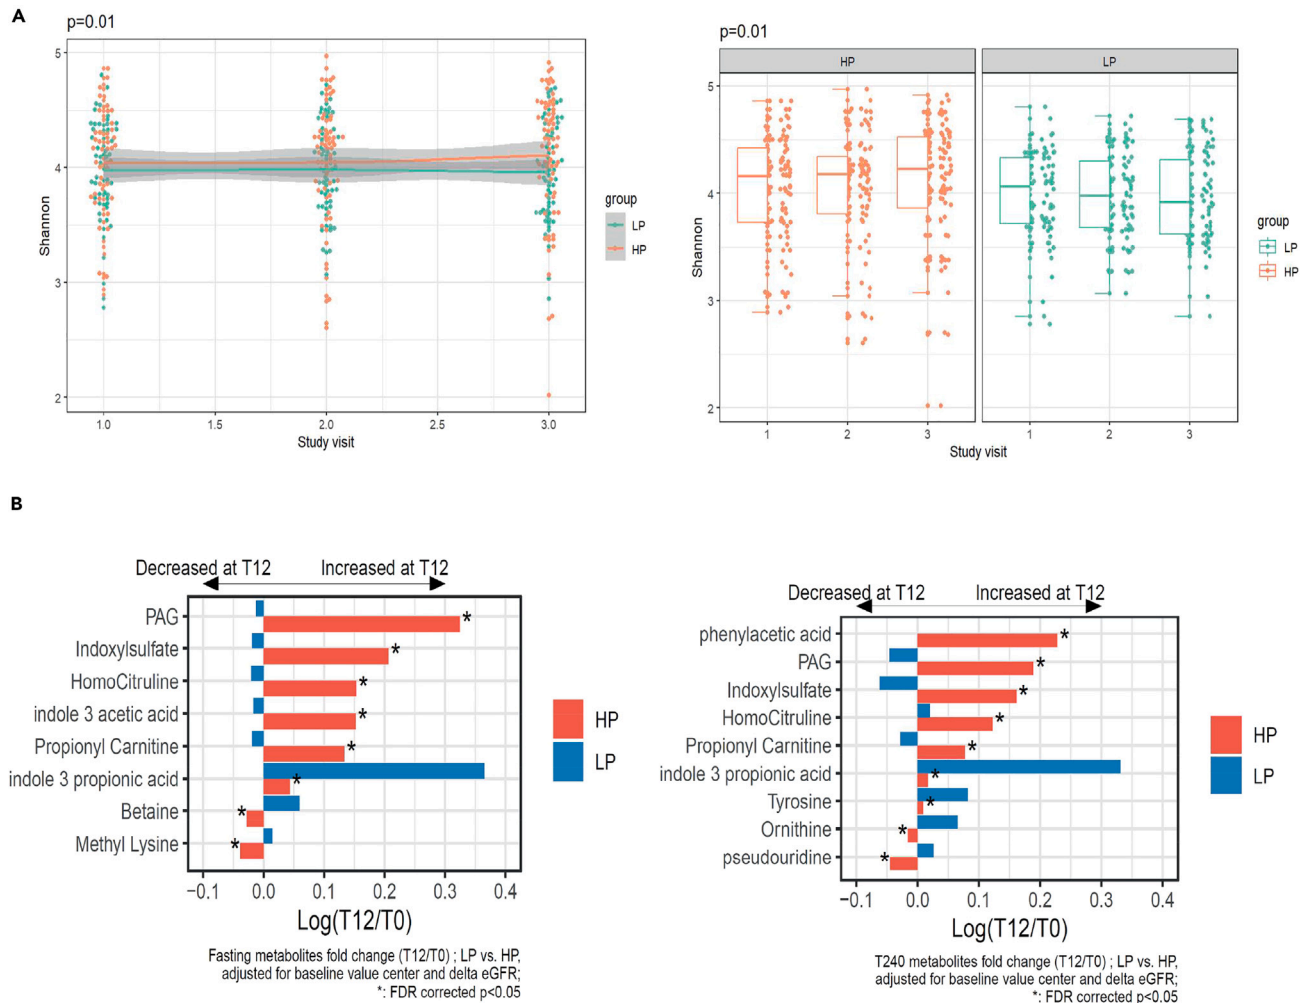 A
p=0.01
5
4
3
2
Shannon
1.0 1.5 2.0 2.5 3.0
Study visit
group
LP
HP
p=0.01
HP LP
5
4
3
2
Shannon
1 2 3 1 2 3
Study visit
group
LP
HP
B
Decreased at T12 Increased at T12
PAG
Indoxylsulfate
HomoCitruline
indole 3 acetic acid
Propionyl Carnitine
indole 3 propionic acid
Betaine
Methyl Lysine
* * * * * * * *
−0.1 0.0 0.1 0.2 0.3 0.4
Log(T12/T0)
HP
LP
Fasting metabolites fold change (T12/T0) ; LP vs. HP,
adjusted for baseline value center and delta eGFR;
*: FDR corrected p<0.05
Decreased at T12 Increased at T12
phenylacetic acid
PAG
Indoxylsulfate
HomoCitruline
Propionyl Carnitine
indole 3 propionic acid
Tyrosine
Ornithine
pseudouridine
* * * * * * * * *
−0.1 0.0 0.1 0.2 0.3 0.4
Log(T12/T0)
HP
LP
T240 metabolites fold change (T12/T0) ; LP vs. HP,
adjusted for baseline value center and delta eGFR;
*: FDR corrected p<0.05